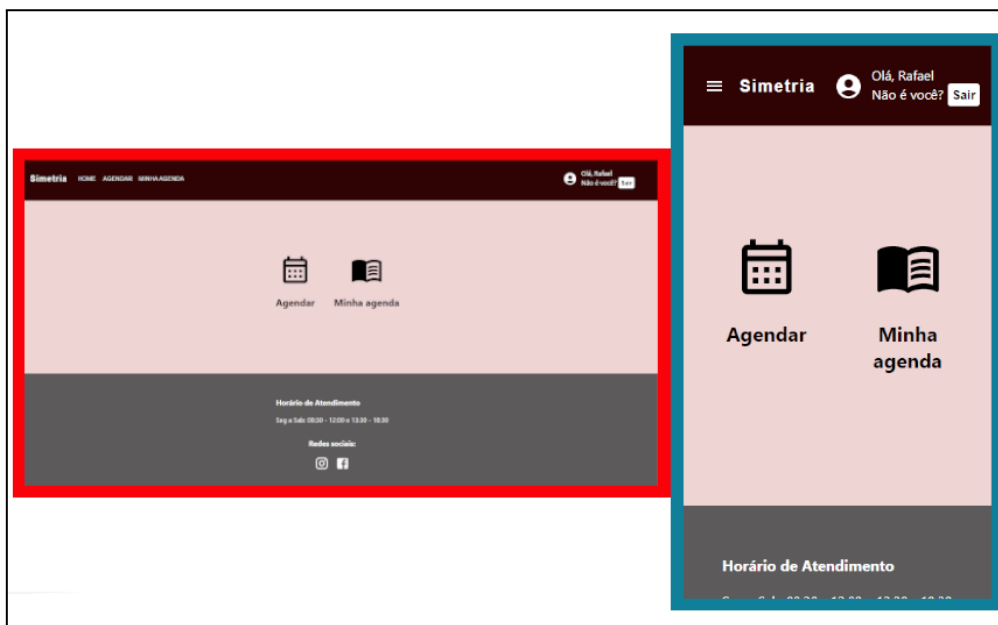 Simetria HOME AGENDAR MINHA AGENDA
Olá, Rafael
Não é você? Sair
Agendar Minha agenda
Horário de Atendimento
Seg a Sab: 08:30 - 12:00 e 13:30 - 18:30
Redes sociais:
Simetria
Olá, Rafael
Não é você? Sair
Agendar
Minha
agenda
Horário de Atendimento